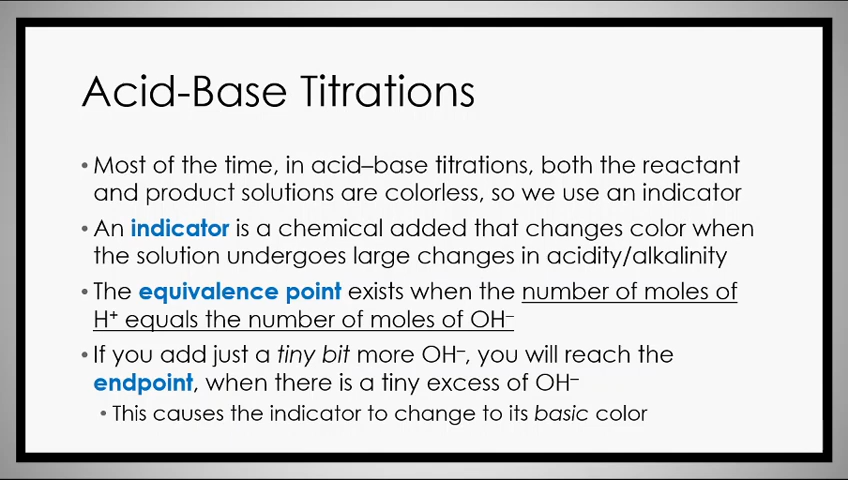 Acid-Base Titrations
• Most of the time, in acid–base titrations, both the reactant
and product solutions are colorless, so we use an indicator
• An indicator is a chemical added that changes color when
the solution undergoes large changes in acidity/alkalinity
• The equivalence point exists when the number of moles of
H⁺ equals the number of moles of OH⁻
• If you add just a tiny bit more OH⁻, you will reach the
endpoint, when there is a tiny excess of OH⁻
• This causes the indicator to change to its basic color